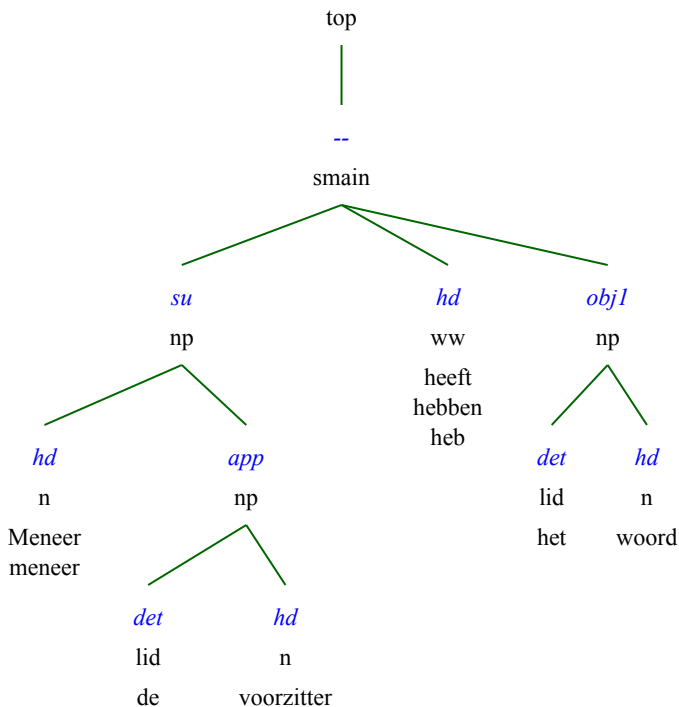 top
--
smain
su hd obj1
np ww np
heeft
hebben
heb
hd app det hd
n np lid n
Meneer het woord
meneer
det hd
lid n
de voorzitter